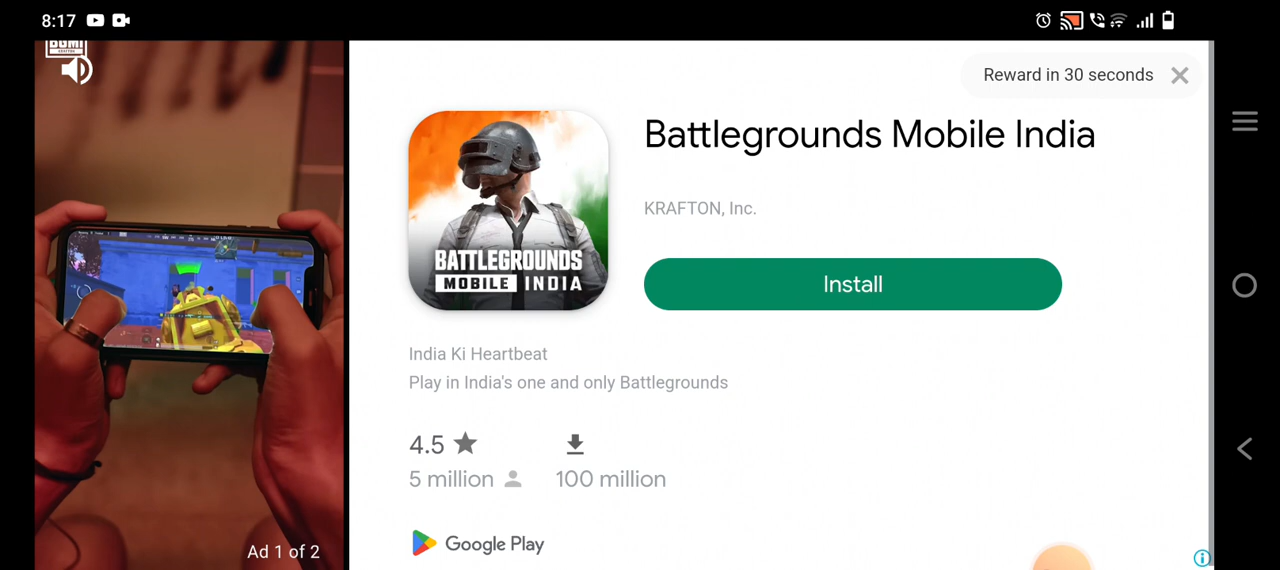 8:17
BGMI
Reward in 30 seconds
Battlegrounds Mobile India
KRAFTON, Inc.
BATTLEGROUNDS
MOBILE INDIA
Install
India Ki Heartbeat
Play in India's one and only Battlegrounds
4.5
5 million
100 million
Google Play
Ad 1 of 2